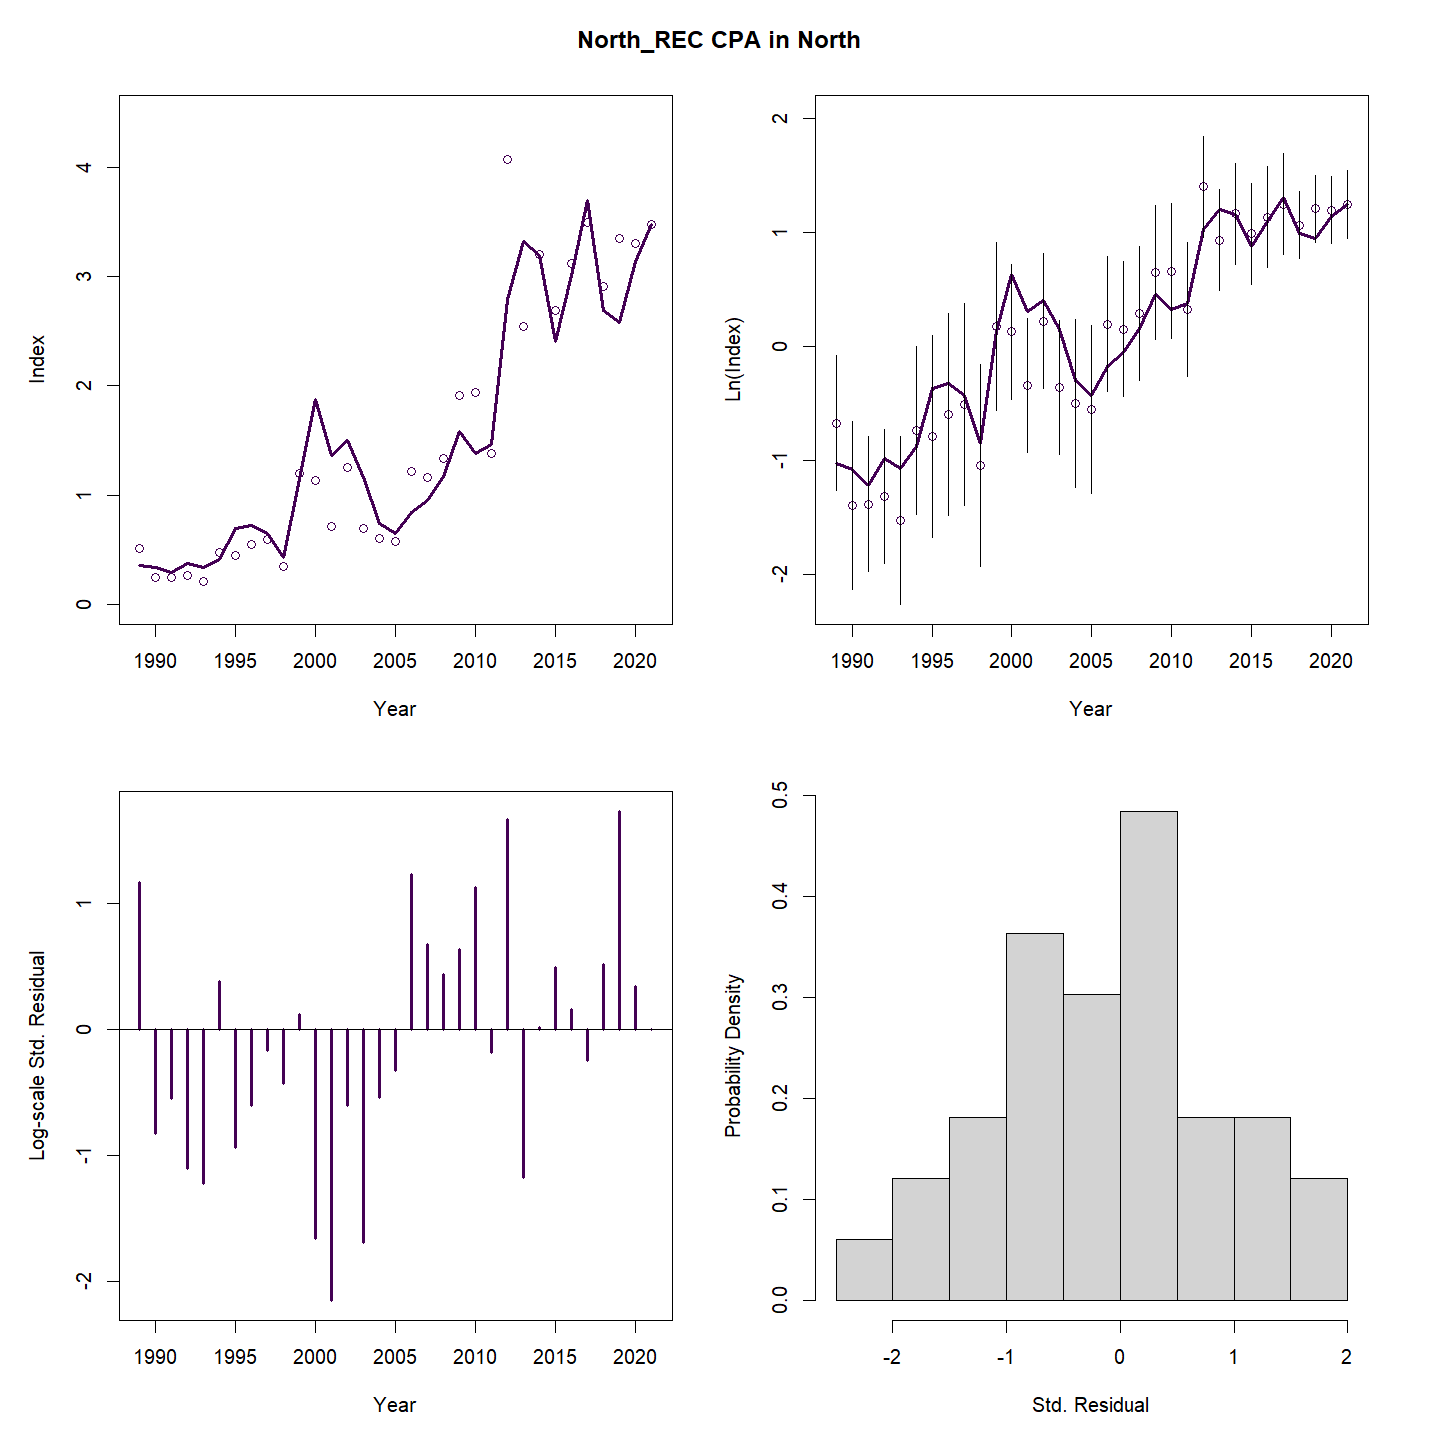 North_REC CPA in North
Index
4
3
2
1
0
1990 1995 2000 2005 2010 2015 2020
Year
Ln(Index)
2
1
0
-1
-2
1990 1995 2000 2005 2010 2015 2020
Year
Log-scale Std. Residual
1
0
-1
-2
1990 1995 2000 2005 2010 2015 2020
Year
Probability Density
0.5
0.4
0.3
0.2
0.1
0.0
-2 -1 0 1 2
Std. Residual